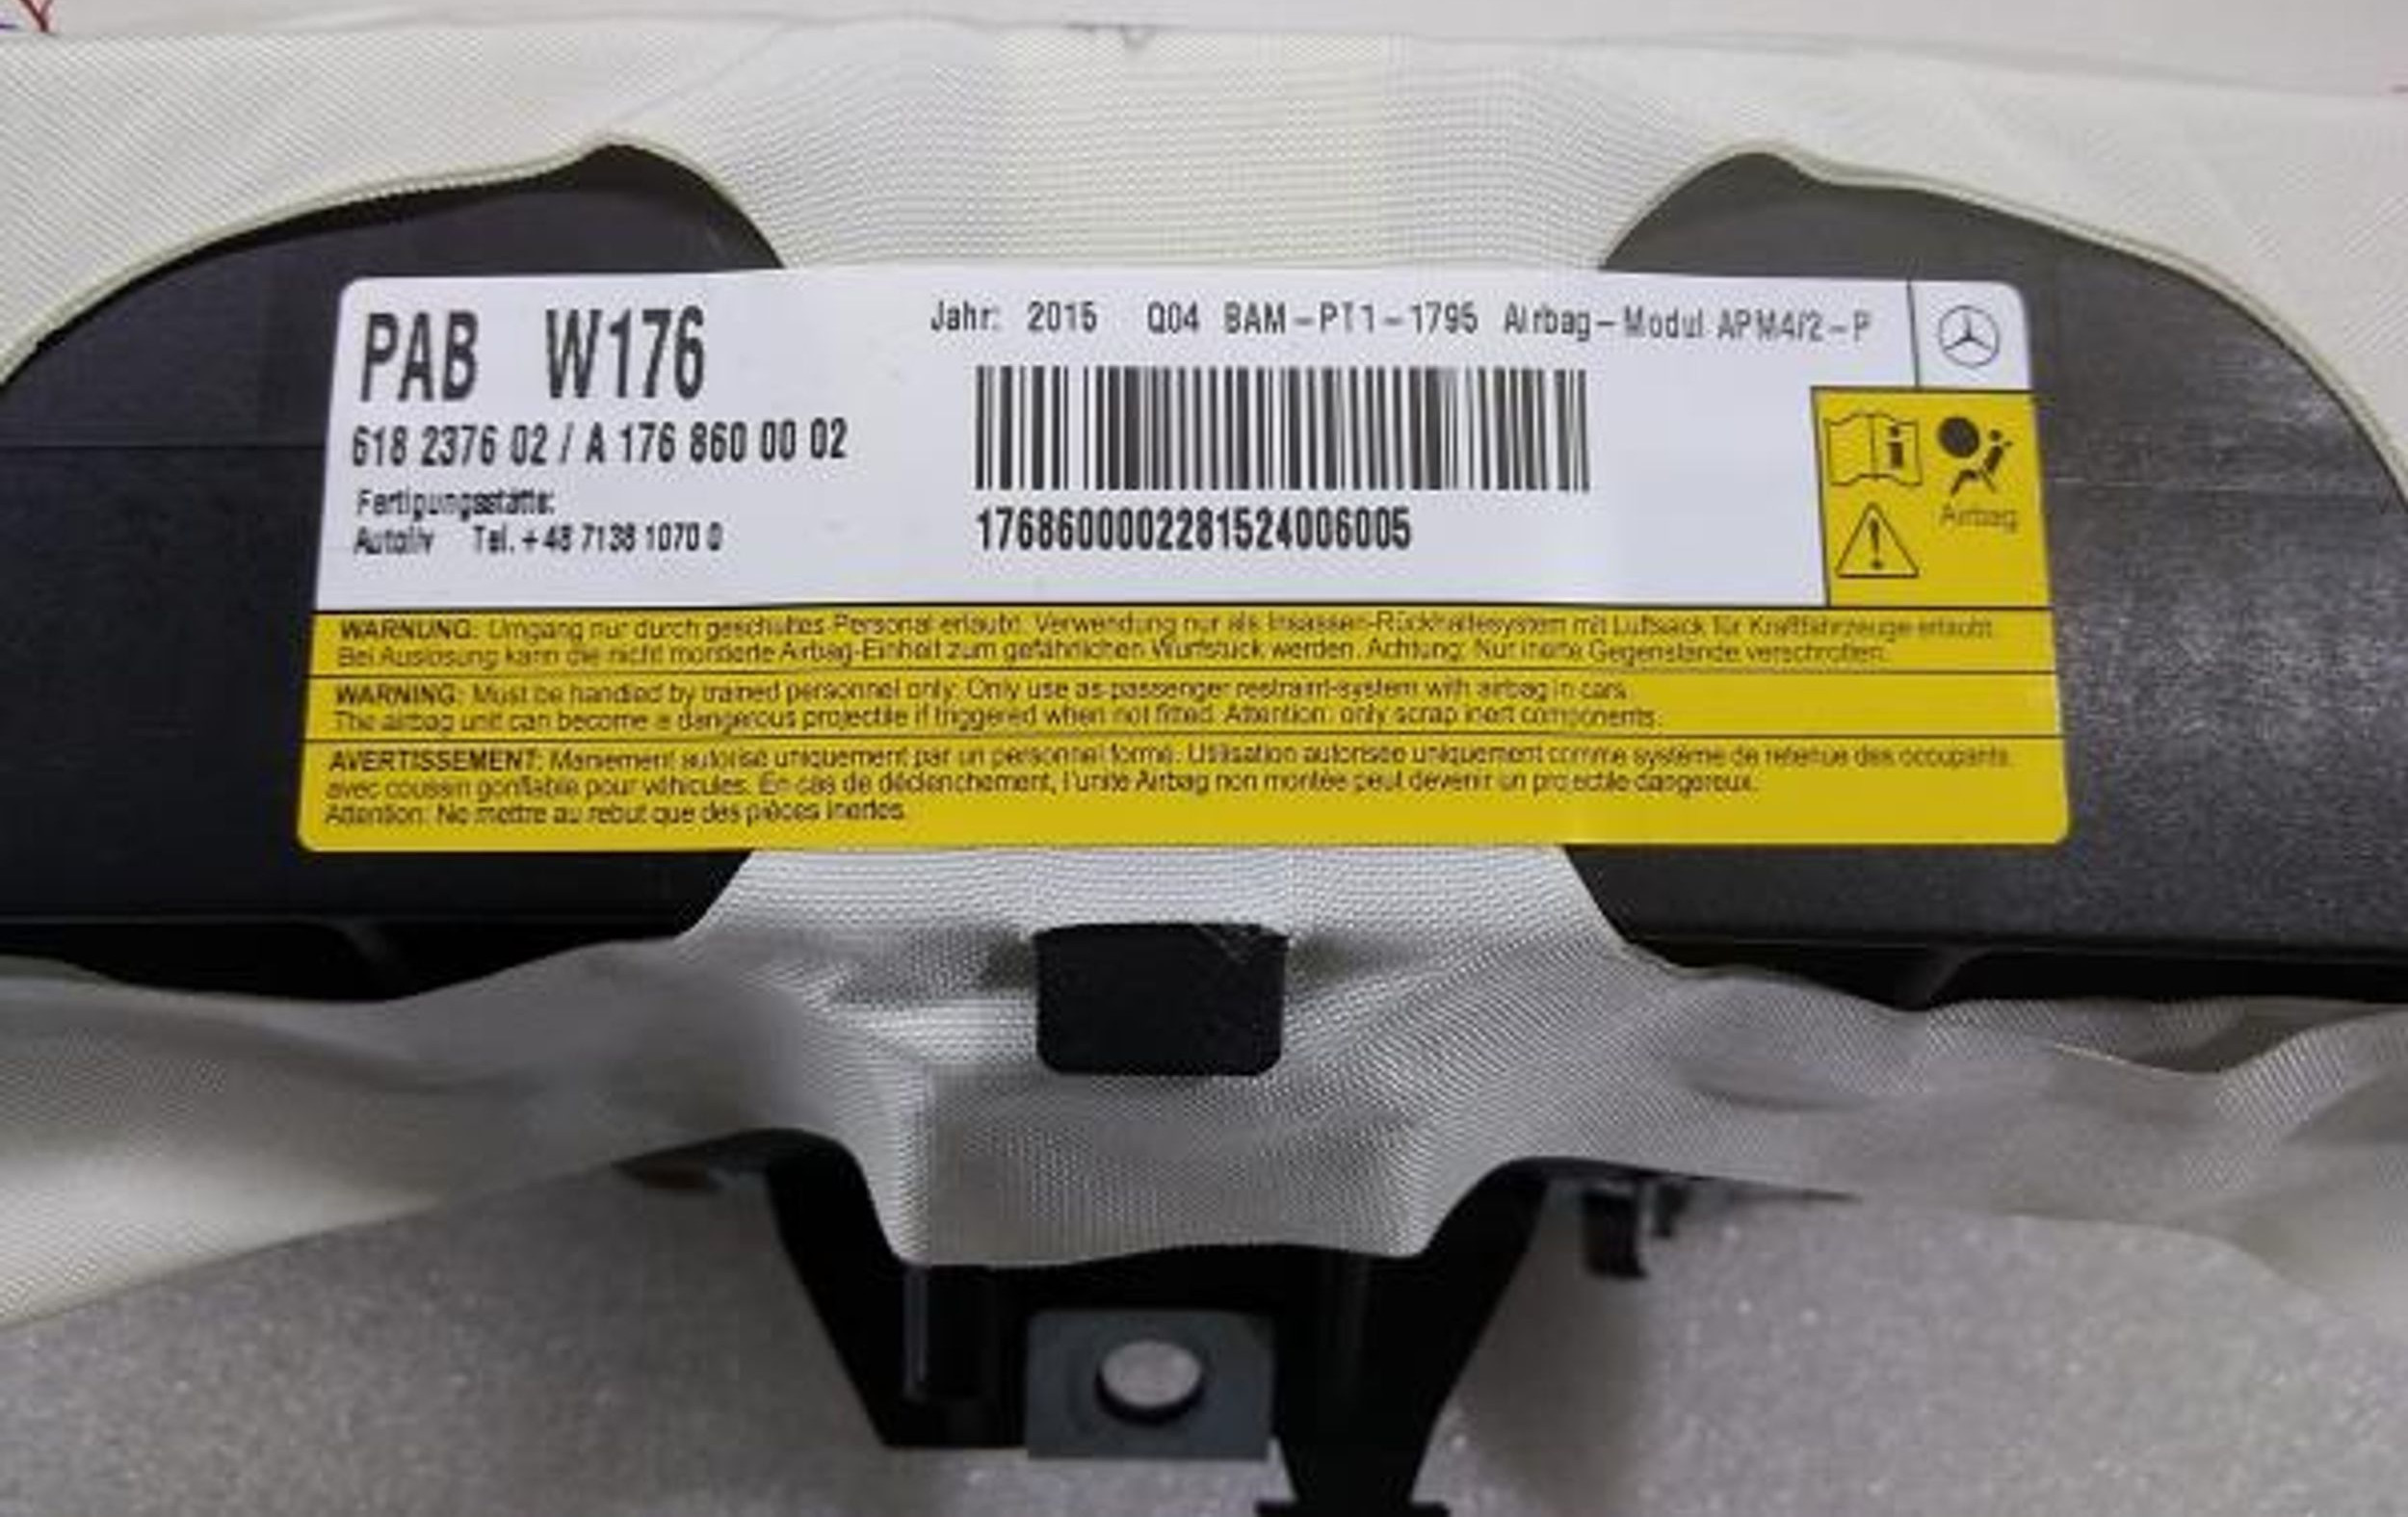 PAB W176
Jahr: 2015 Q04 BAM-PT1-1795 Airbag-Modul APM4/2-P
618 2376 02 / A 176 860 00 02
Fertigungsstätte:
Autoliv Tel. +48 7138 1070 0
1768600002281524006005
Airbag
WARNUNG: Umgang nur durch geschultes Personal erlaubt. Verwendung nur als Insassen-Rückhaltesystem mit Luftsack für Kraftfahrzeuge erlaubt.
Bei Auslösung kann die nicht montierte Airbag-Einheit zum gefährlichen Wurfstück werden. Achtung: Nur inerte Gegenstände verschrotten.
WARNING: Must be handled by trained personnel only. Only use as passenger restraint-system with airbag in cars.
The airbag unit can become a dangerous projectile if triggered when not fitted. Attention: only scrap inert components.
AVERTISSEMENT: Maniement autorisé uniquement par un personnel formé. Utilisation autorisée uniquement comme système de retenue des occupants
avec coussin gonflable pour véhicules. En cas de déclenchement, l'unité Airbag non montée peut devenir un projectile dangereux.
Attention: Ne mettre au rebut que des pièces inertes.